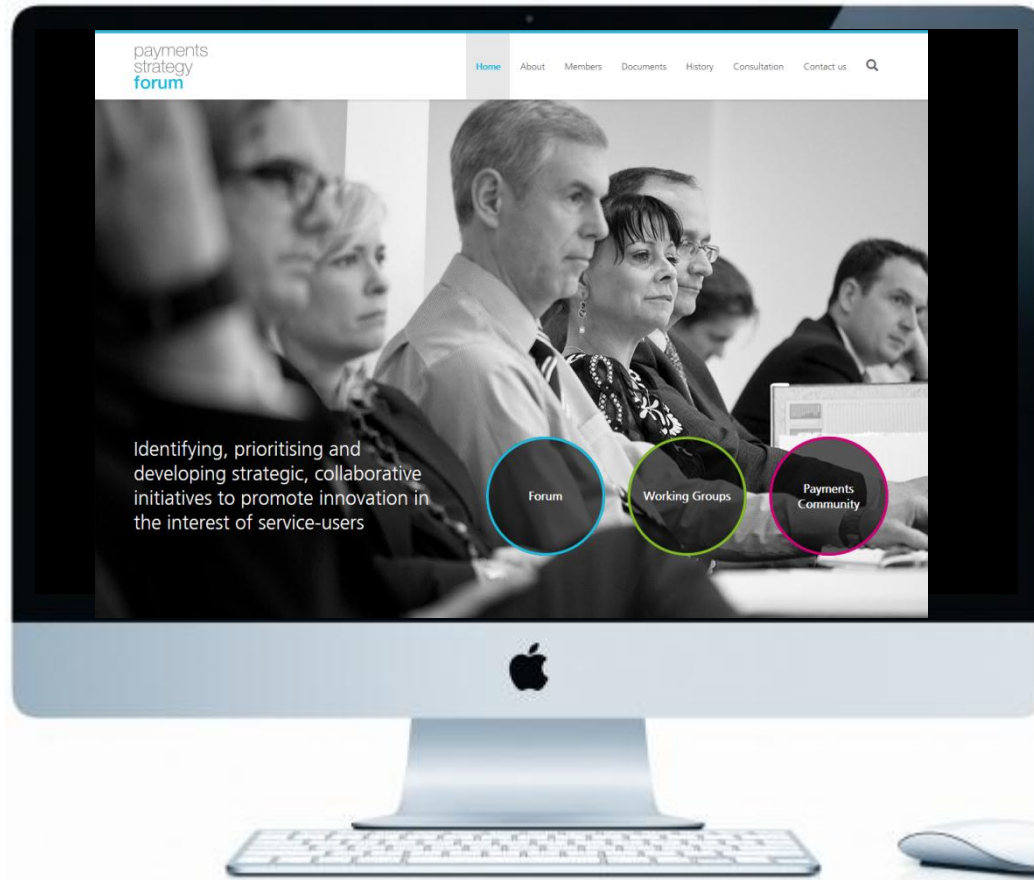 payments
strategy
forum
Home About Members Documents History Consultation Contact us
Identifying, prioritising and
developing strategic, collaborative
initiatives to promote innovation in
the interest of service-users
Forum
Working Groups
Payments
Community